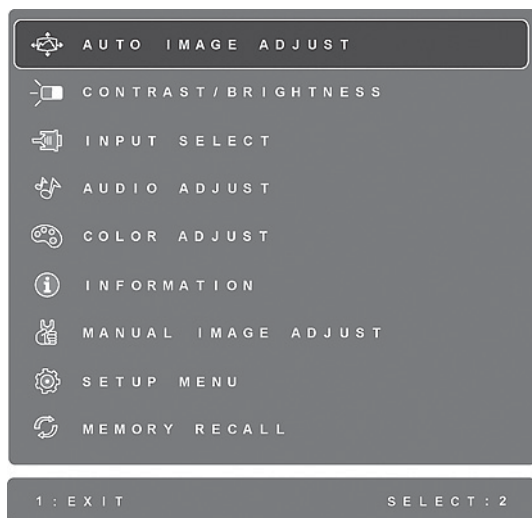 AUTO IMAGE ADJUST
CONTRAST/BRIGHTNESS
INPUT SELECT
AUDIO ADJUST
COLOR ADJUST
INFORMATION
MANUAL IMAGE ADJUST
SETUP MENU
MEMORY RECALL
1:EXIT SELECT:2